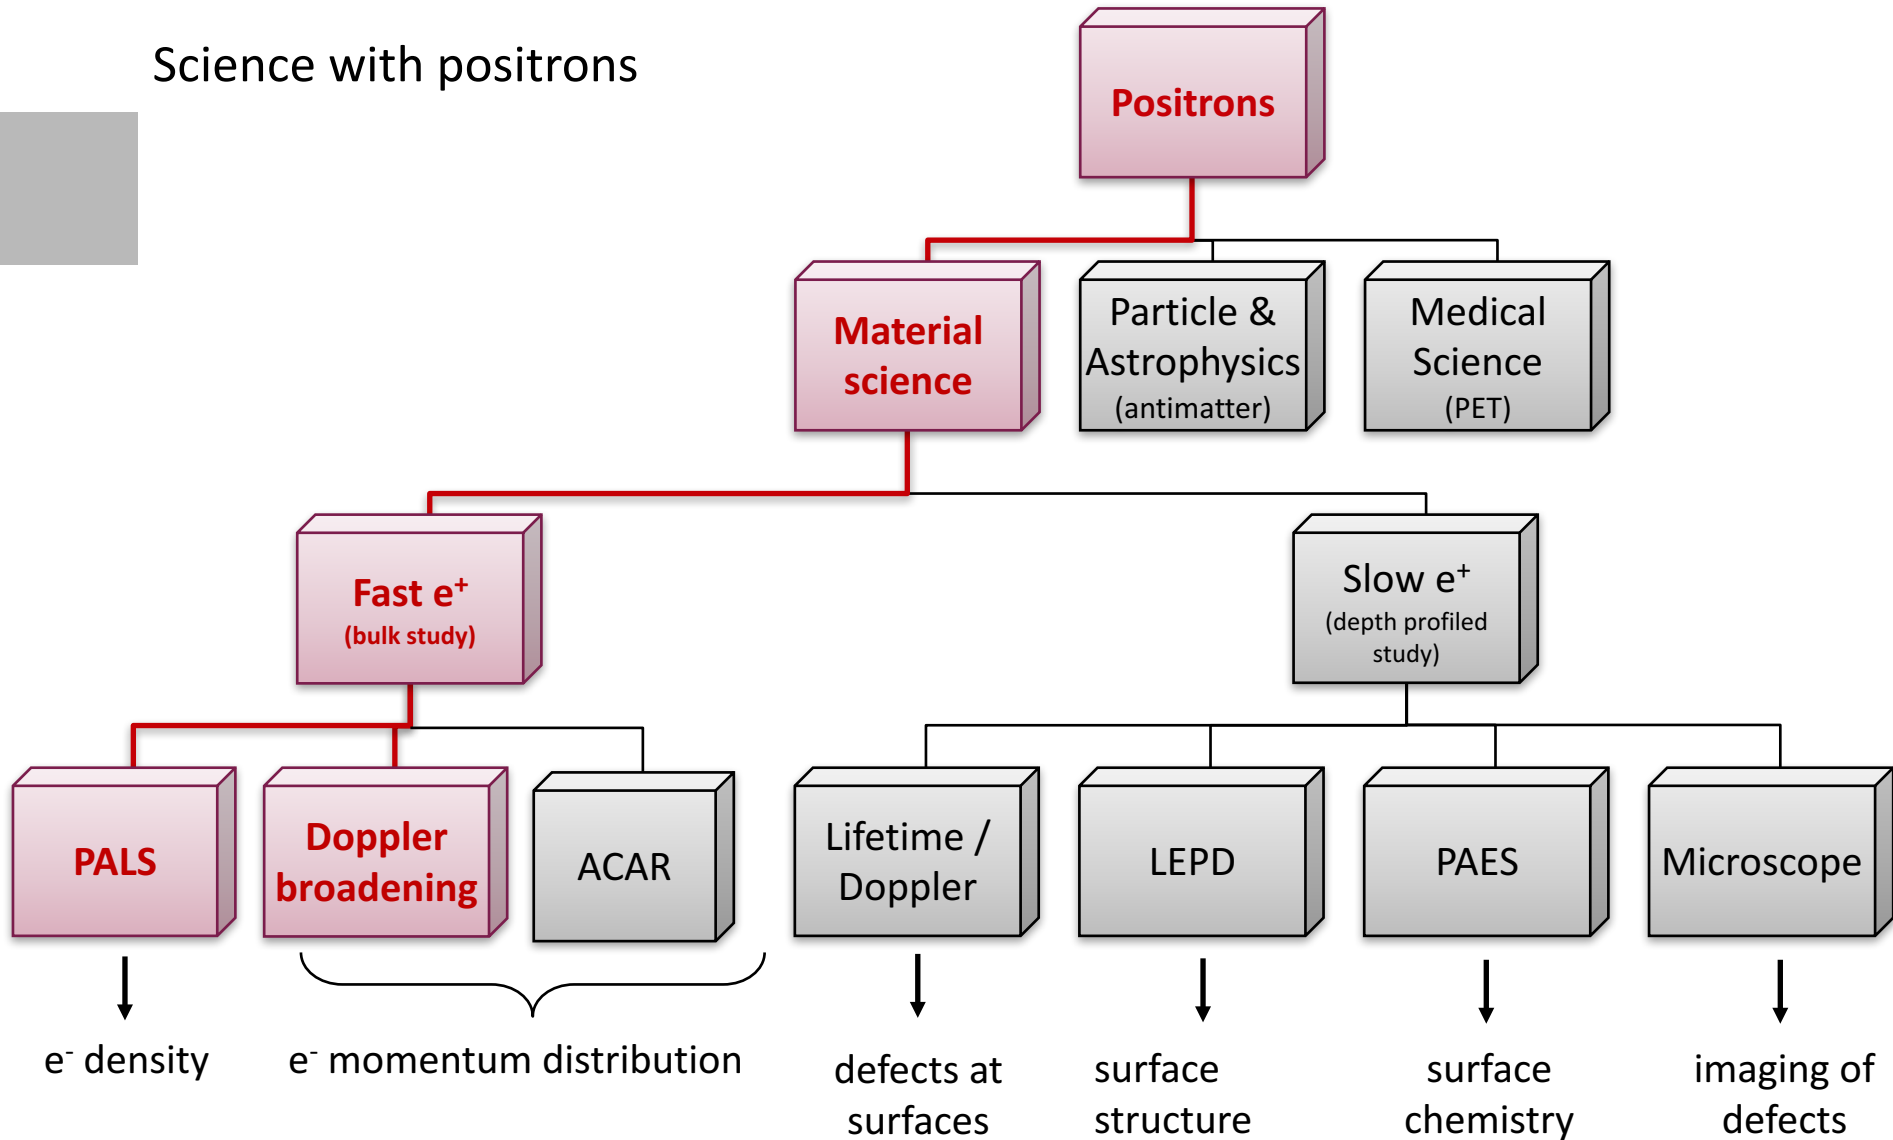 Science with positrons
Positrons
Material
science
Particle &
Astrophysics
(antimatter)
Medical
Science
(PET)
Fast e⁺
(bulk study)
Slow e⁺
(depth profiled
study)
PALS
Doppler
broadening
ACAR
Lifetime /
Doppler
LEPD
PAES
Microscope
e⁻ density
e⁻ momentum distribution
defects at
surfaces
surface
structure
surface
chemistry
imaging of
defects